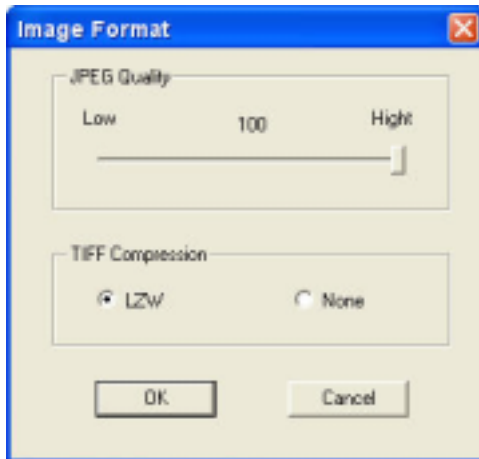 Image Format
JPEG Quality
Low 100 Hight
TIFF Compression
LZW None
OK Cancel